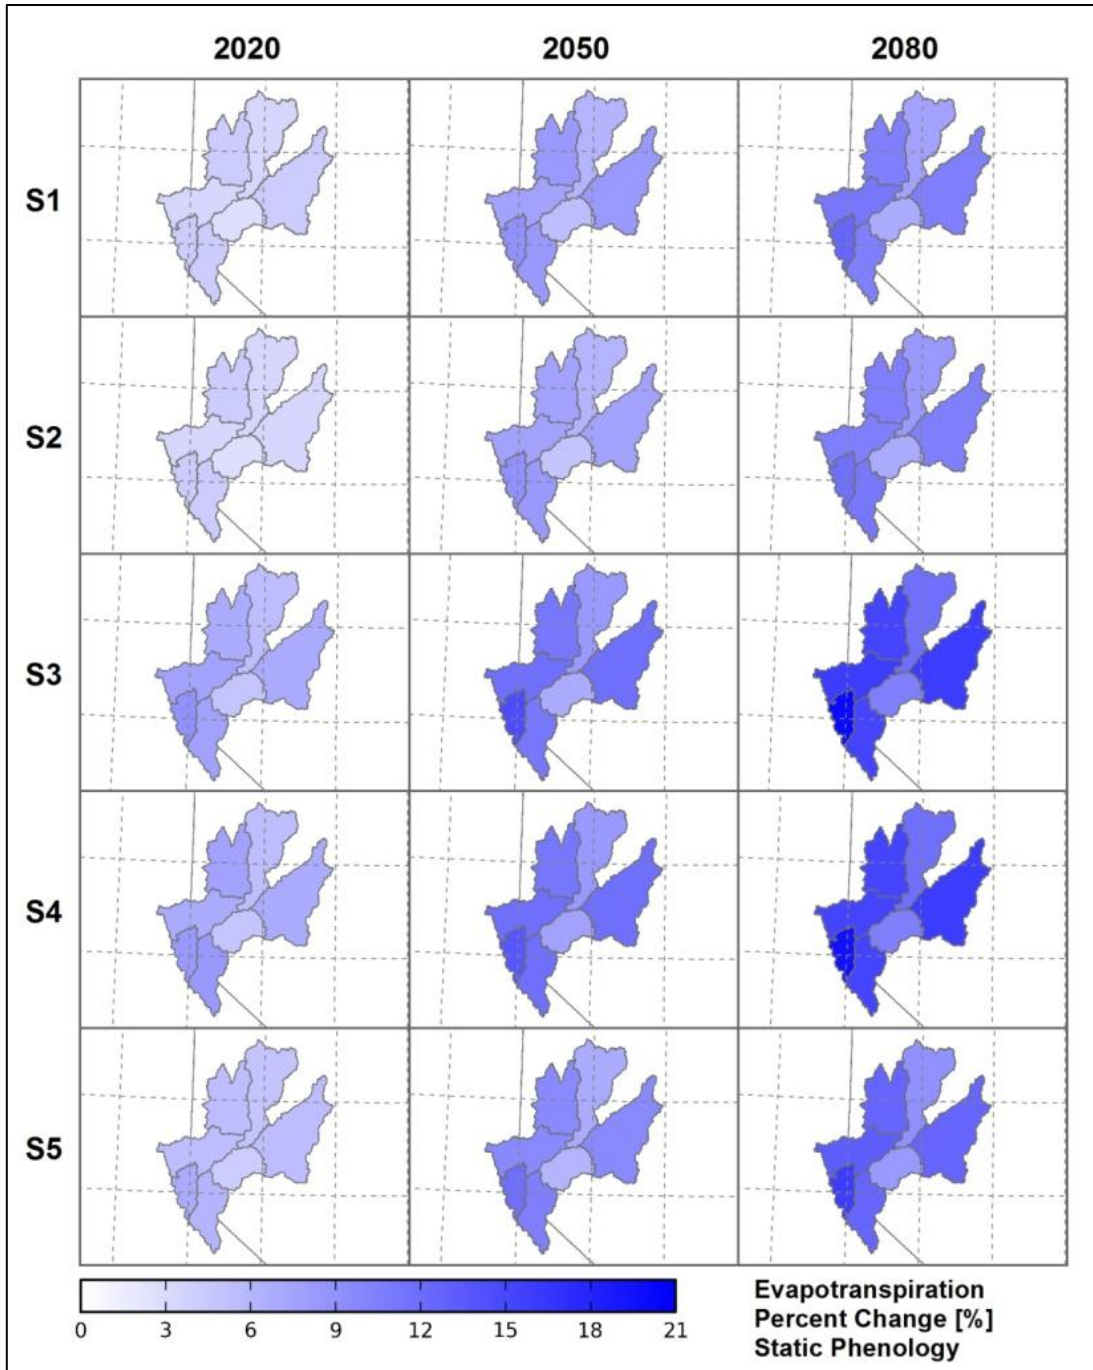 2020 2050 2080
S1
S2
S3
S4
S5
0 3 6 9 12 15 18 21
Evapotranspiration
Percent Change [%]
Static Phenology